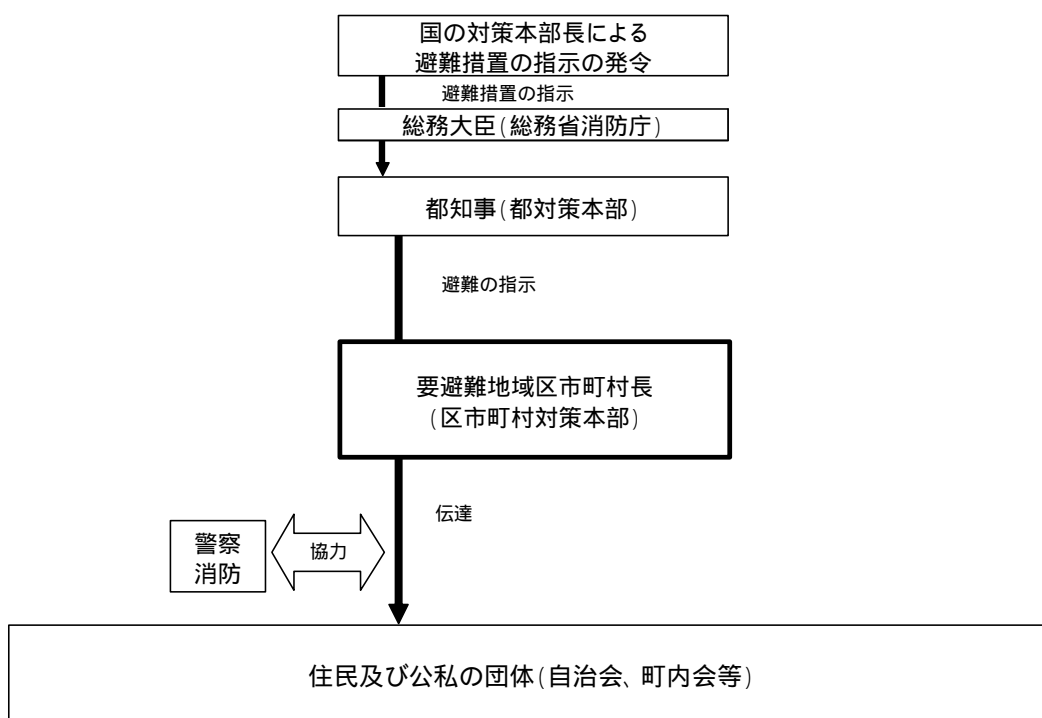 国の対策本部長による
避難措置の指示の発令
避難措置の指示
総務大臣(総務省消防庁)
都知事(都対策本部)
避難の指示
要避難地域区市町村長
(区市町村対策本部)
伝達
警察
消防
協力
住民及び公私の団体(自治会、町内会等)